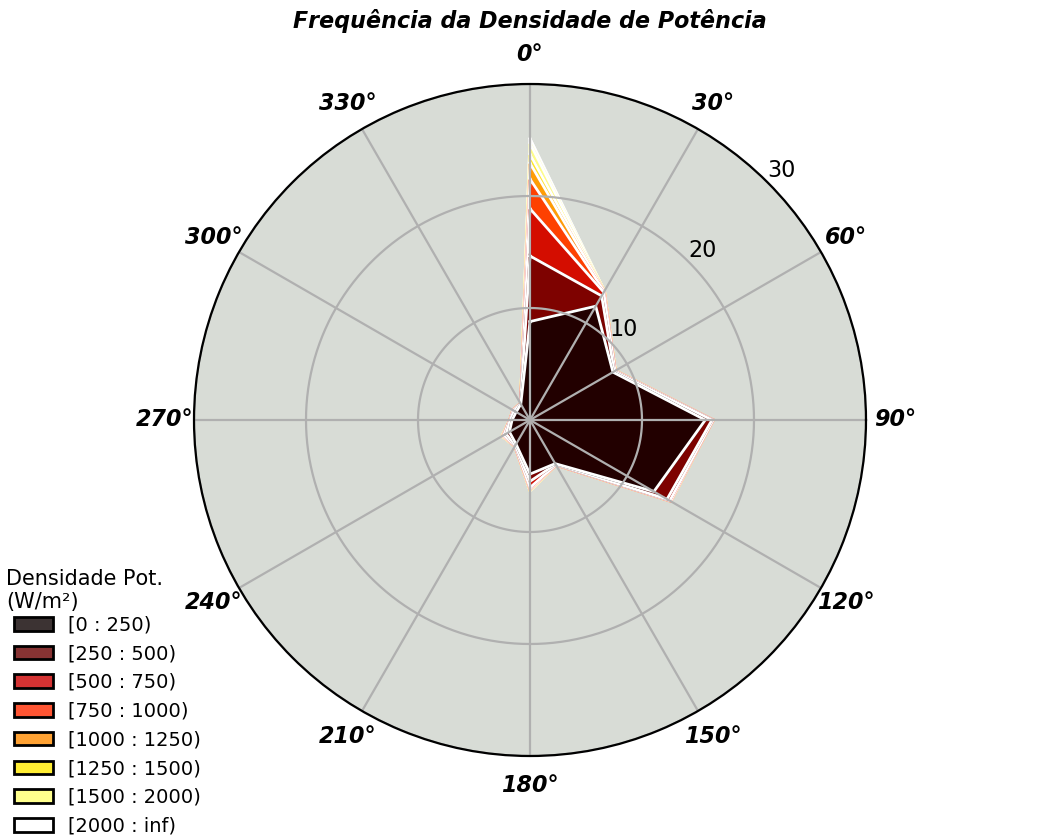 Frequência da Densidade de Potência
0°
330°
30°
30
300°
60°
20
10
270°
90°
240°
120°
210°
150°
180°
Densidade Pot.
(W/m²)
[0 : 250)
[250 : 500)
[500 : 750)
[750 : 1000)
[1000 : 1250)
[1250 : 1500)
[1500 : 2000)
[2000 : inf)